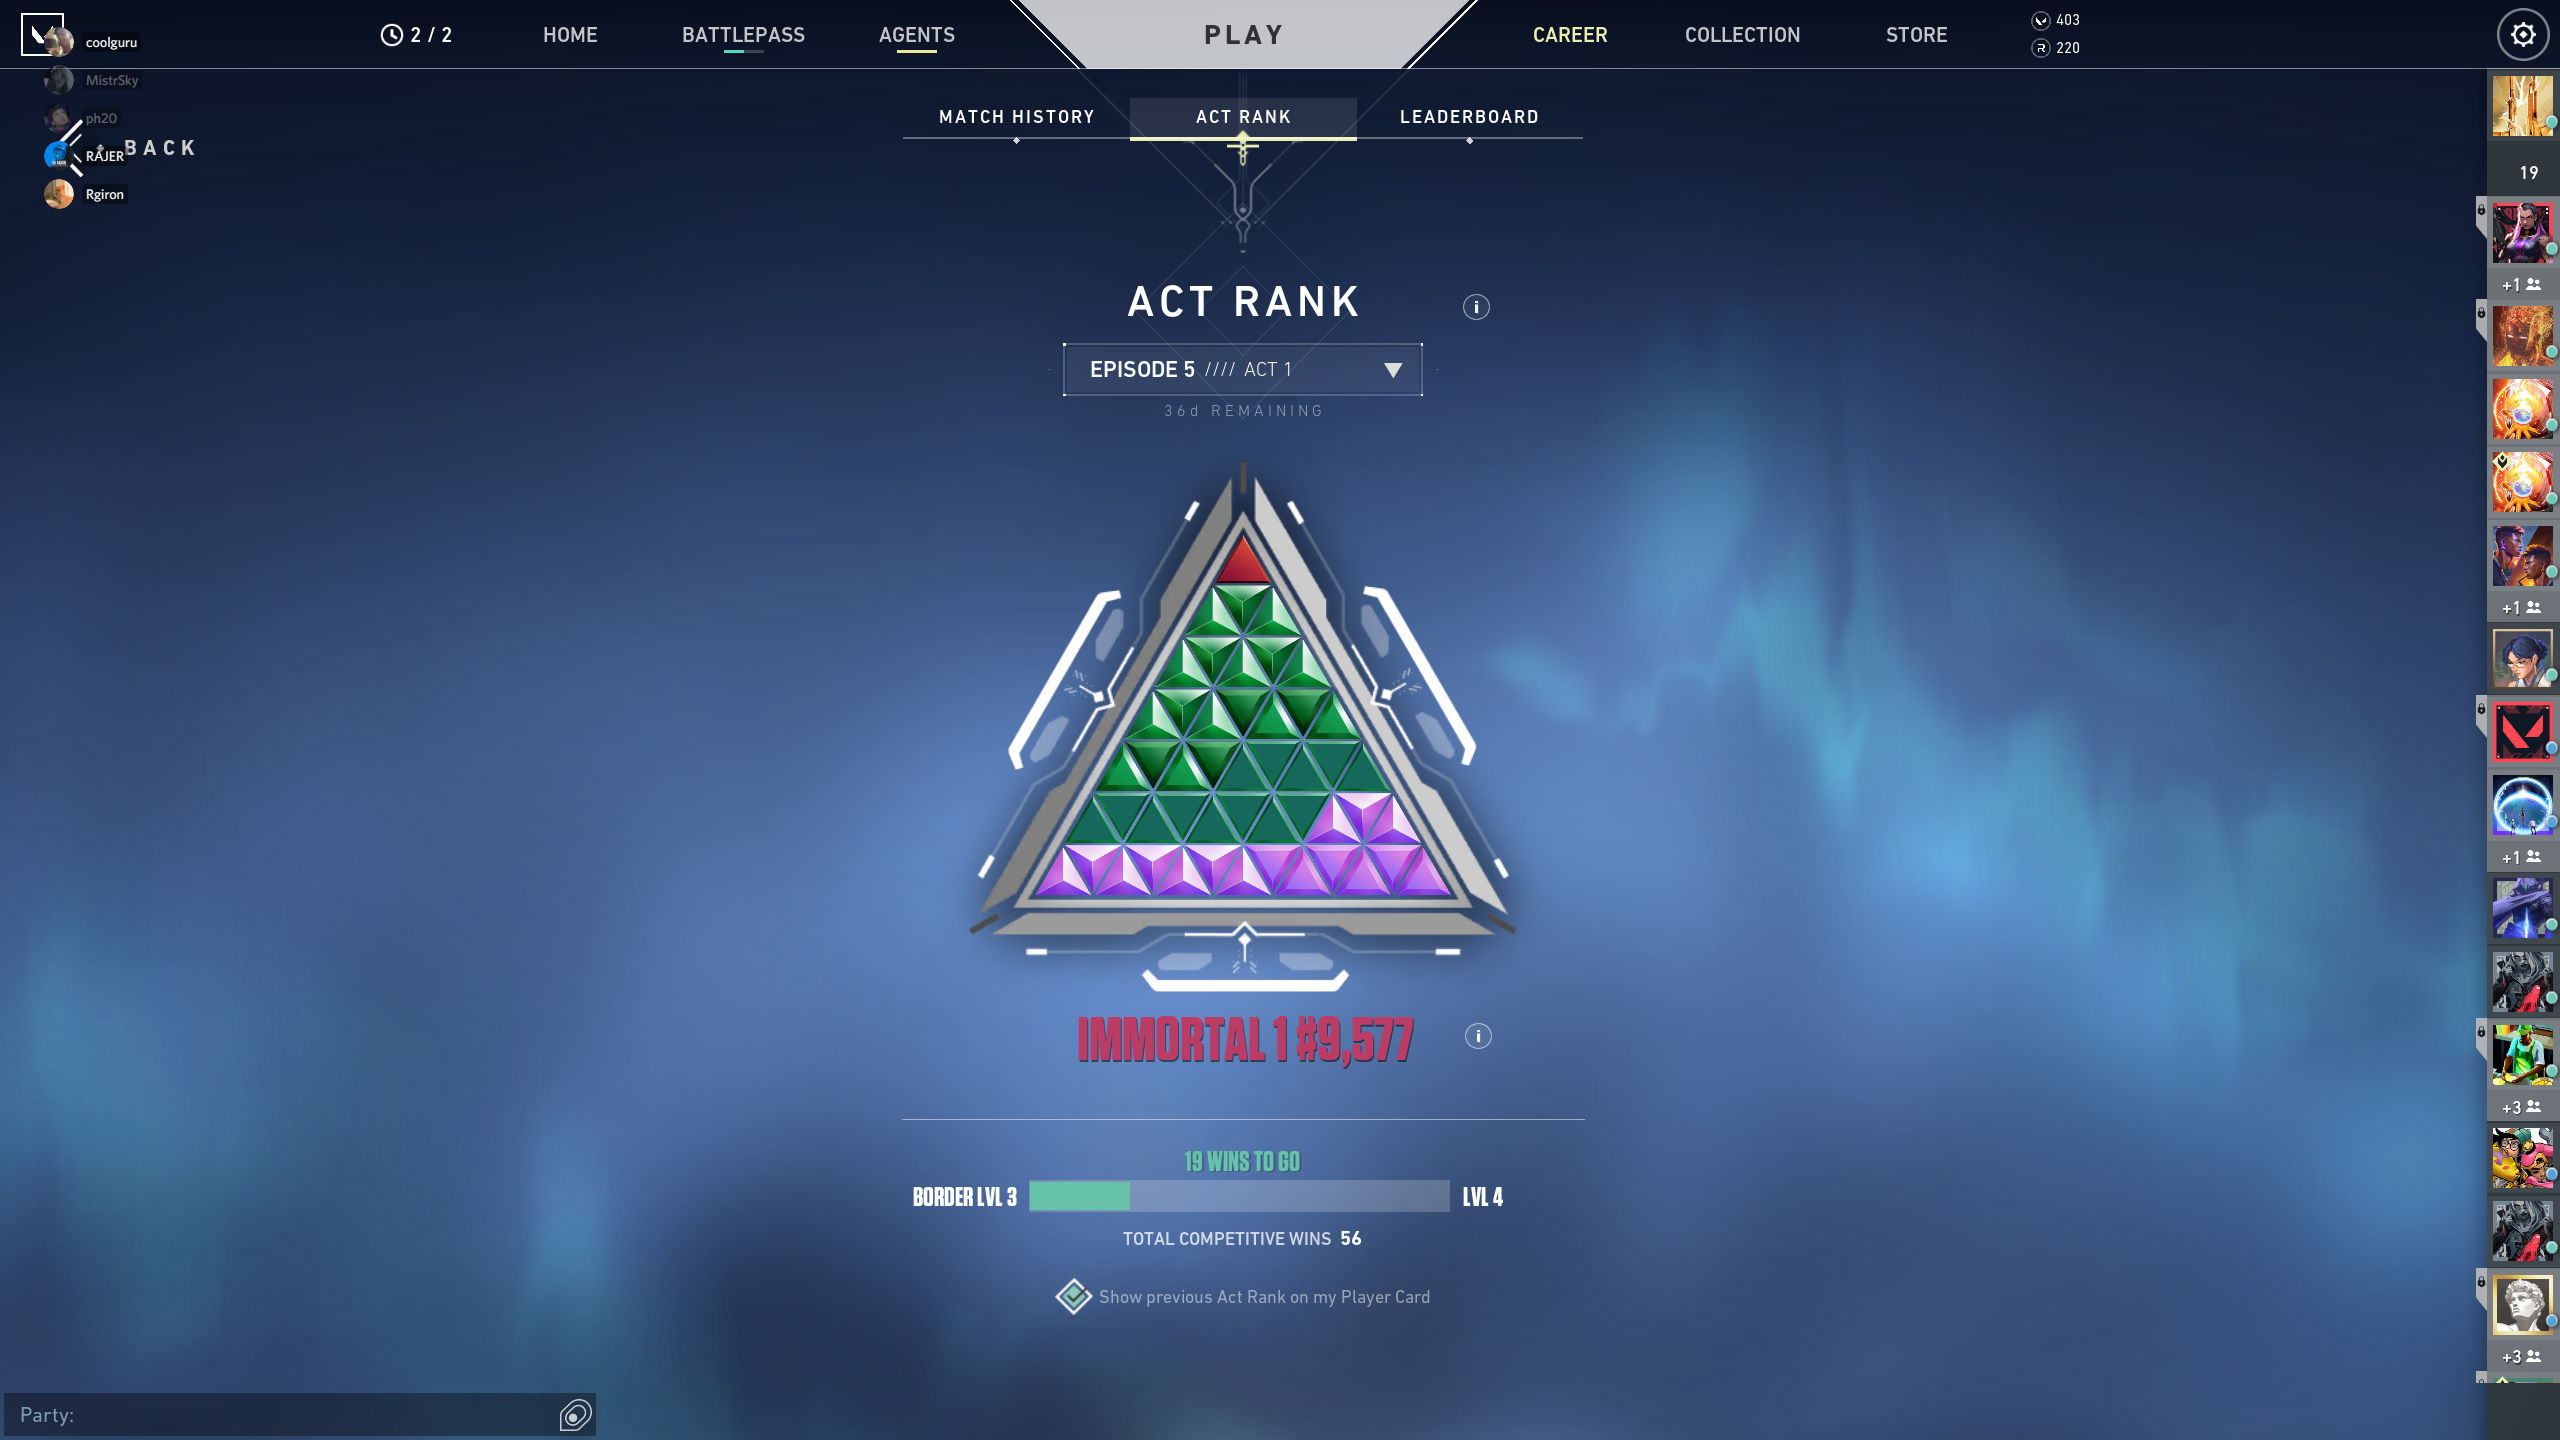 coolguru
MistrSky
ph20
RAJER
Rgiron
BACK
2 / 2
HOME
BATTLEPASS
AGENTS
PLAY
CAREER
COLLECTION
STORE
403
R 220
MATCH HISTORY
ACT RANK
LEADERBOARD
ACT RANK
i
EPISODE 5 //// ACT 1
36d REMAINING
IMMORTAL 1 #9,577
i
19 WINS TO GO
BORDER LVL 3
LVL 4
TOTAL COMPETITIVE WINS 56
Show previous Act Rank on my Player Card
Party:
19
+1
+1
+1
+3
+3